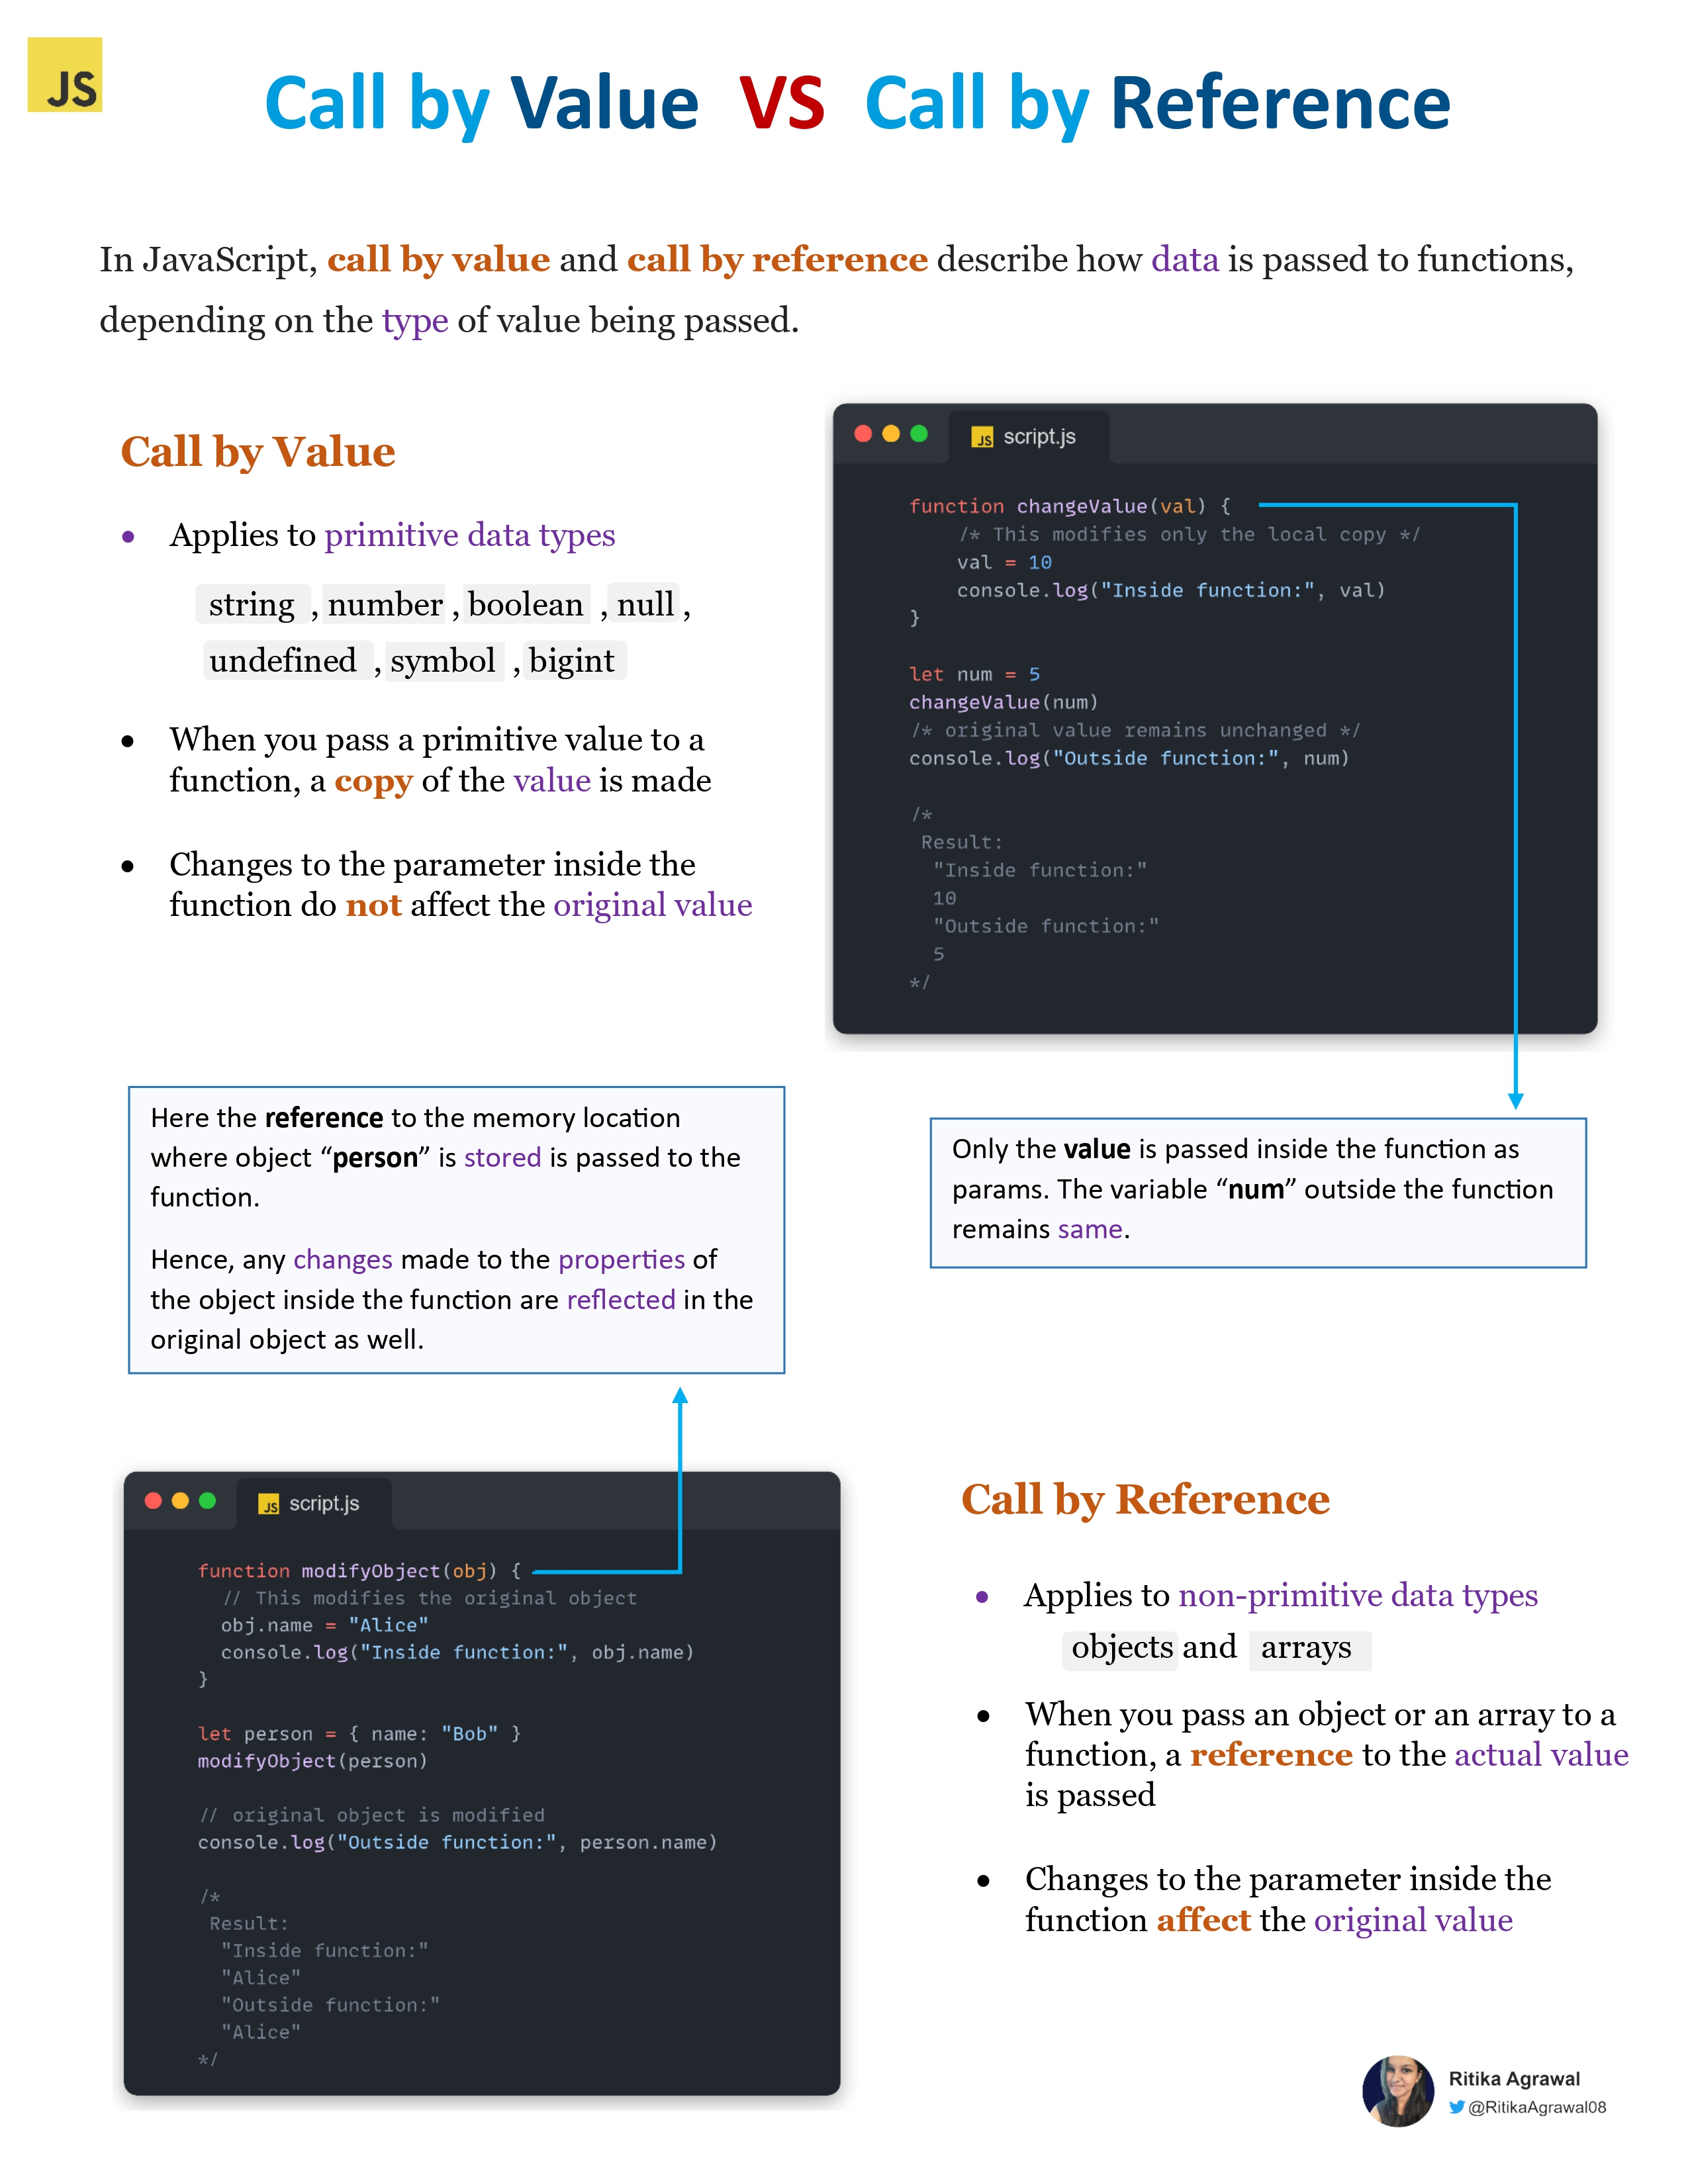 JS
Call by Value VS Call by Reference
In JavaScript, call by value and call by reference describe how data is passed to functions,
depending on the type of value being passed.
Call by Value
• Applies to primitive data types
string , number , boolean , null ,
undefined , symbol , bigint
• When you pass a primitive value to a
function, a copy of the value is made
• Changes to the parameter inside the
function do not affect the original value
JS script.js
function changeValue(val) {
/* This modifies only the local copy */
val = 10
console.log("Inside function:", val)
}
let num = 5
changeValue(num)
/* original value remains unchanged */
console.log("Outside function:", num)
/*
Result:
"Inside function:"
10
"Outside function:"
5
*/
Only the value is passed inside the function as
params. The variable “num” outside the function
remains same.
Here the reference to the memory location
where object “person” is stored is passed to the
function.
Hence, any changes made to the properties of
the object inside the function are reflected in the
original object as well.
JS script.js
function modifyObject(obj) {
// This modifies the original object
obj.name = "Alice"
console.log("Inside function:", obj.name)
}
let person = { name: "Bob" }
modifyObject(person)
// original object is modified
console.log("Outside function:", person.name)
/*
Result:
"Inside function:"
"Alice"
"Outside function:"
"Alice"
*/
Call by Reference
• Applies to non-primitive data types
objects and arrays
• When you pass an object or an array to a
function, a reference to the actual value
is passed
• Changes to the parameter inside the
function affect the original value
Ritika Agrawal
@RitikaAgrawal08